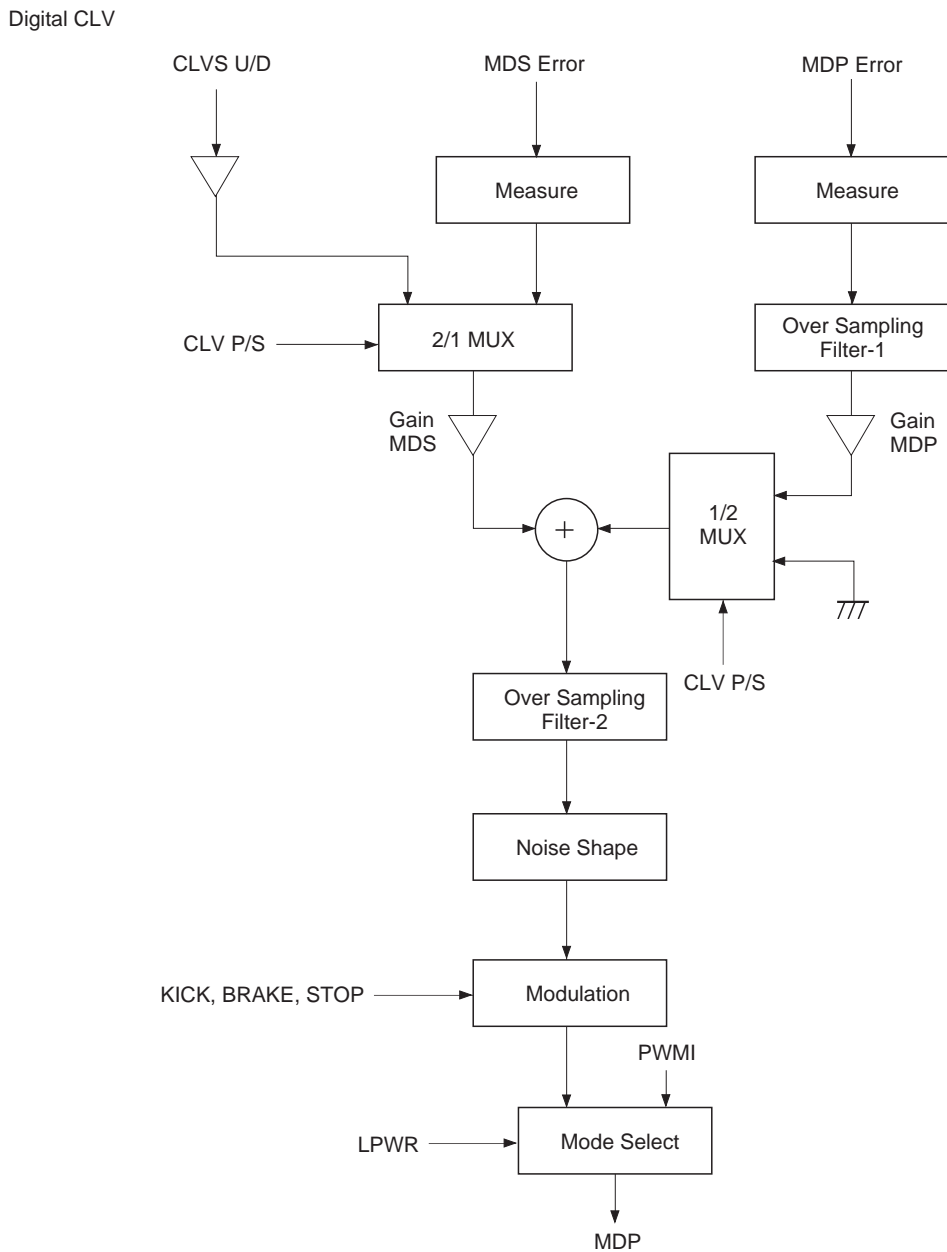 Digital CLV
CLVS U/D
MDS Error
MDP Error
Measure
Measure
CLV P/S
2/1 MUX
Over Sampling
Filter-1
Gain
MDS
Gain
MDP
1/2
MUX
+
CLV P/S
Over Sampling
Filter-2
Noise Shape
KICK, BRAKE, STOP
Modulation
PWMI
LPWR
Mode Select
MDP